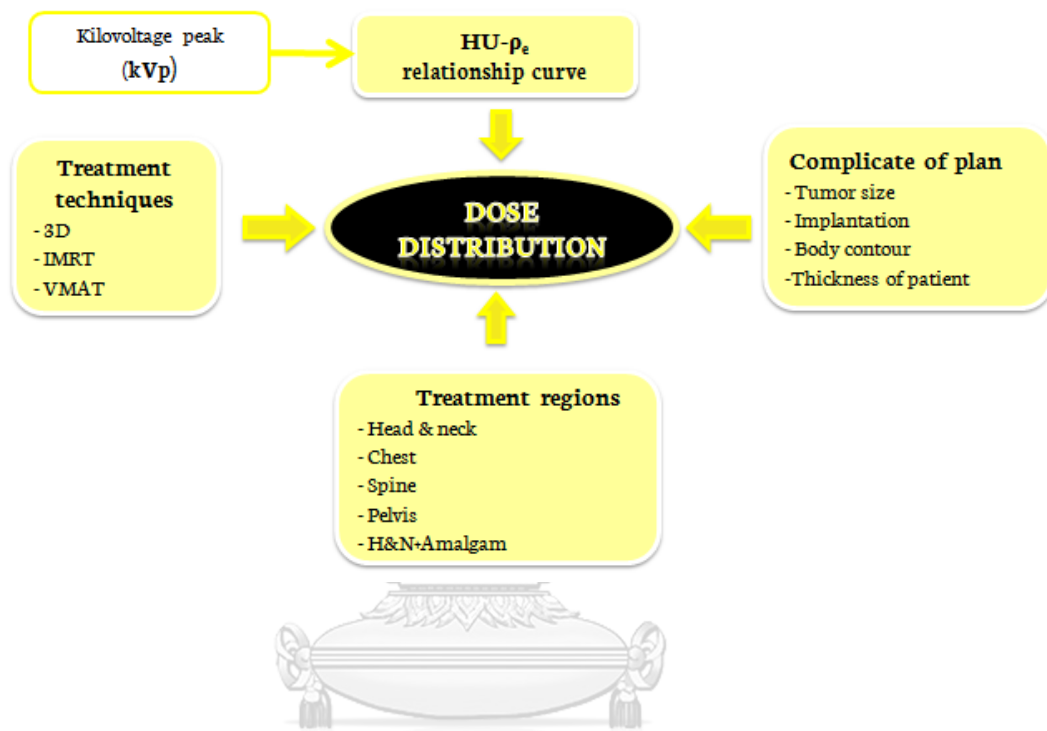 Kilovoltage peak
(kVp)
HU-ρₑ
relationship curve
Treatment
techniques
- 3D
- IMRT
- VMAT
DOSE
DISTRIBUTION
Complicate of plan
- Tumor size
- Implantation
- Body contour
-Thickness of patient
Treatment regions
- Head & neck
- Chest
- Spine
- Pelvis
- H&N+Amalgam